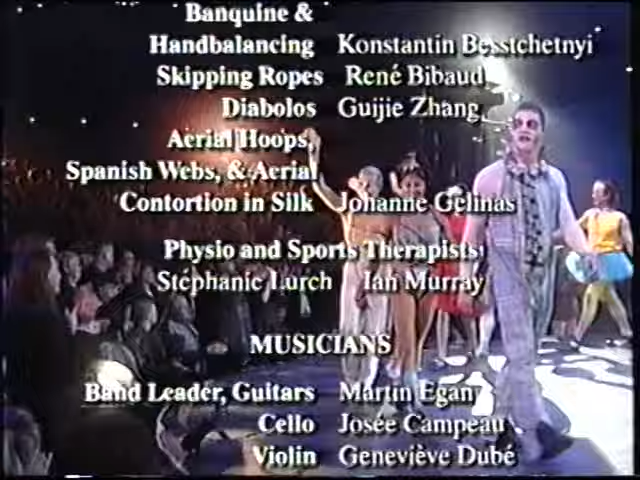 Banquine &
Handbalancing Konstantin Besstchetnyi
Skipping Ropes René Bibaud
Diabolos Guijie Zhang
Aerial Hoops,
Spanish Webs, & Aerial
Contortion in Silk Johanne Gélinas
Physio and Sports Therapists
Stéphanie Lurch Ian Murray
MUSICIANS
Band Leader, Guitars Martin Egan
Cello Josée Campeau
Violin Geneviève Dubé